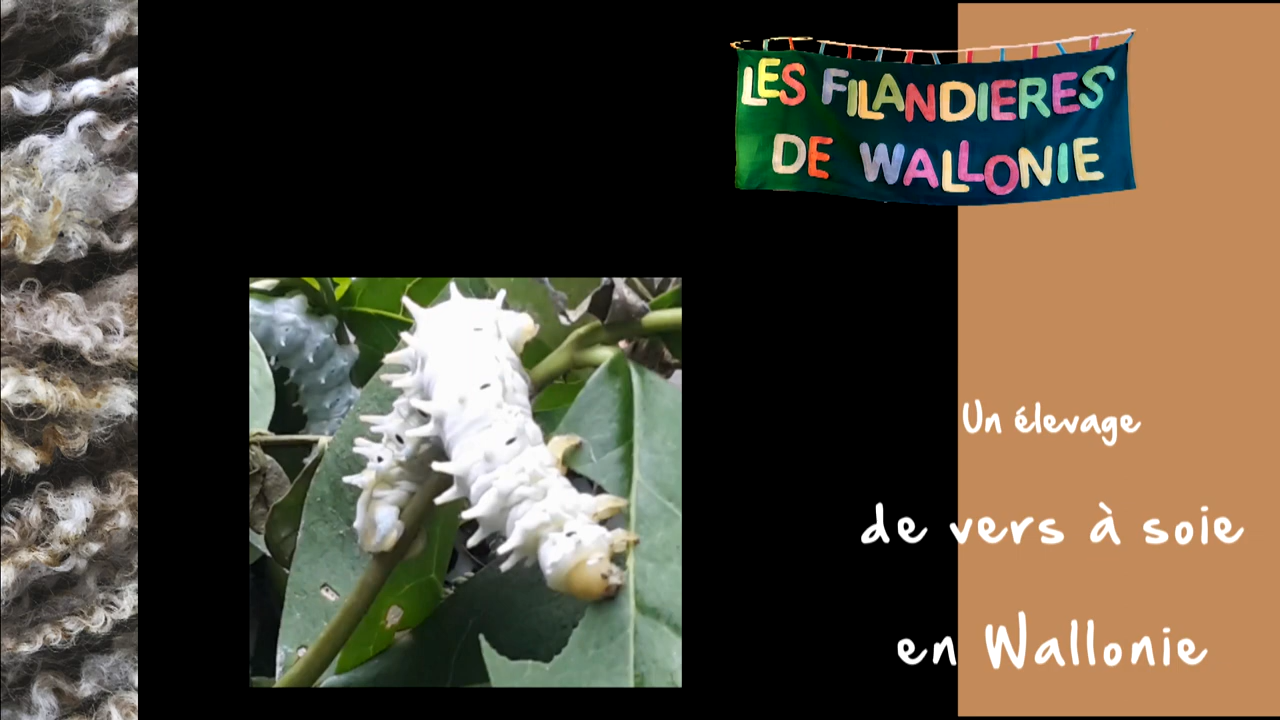 LES FILANDIERES
DE WALLONIE
Un élevage
de vers à soie
en Wallonie